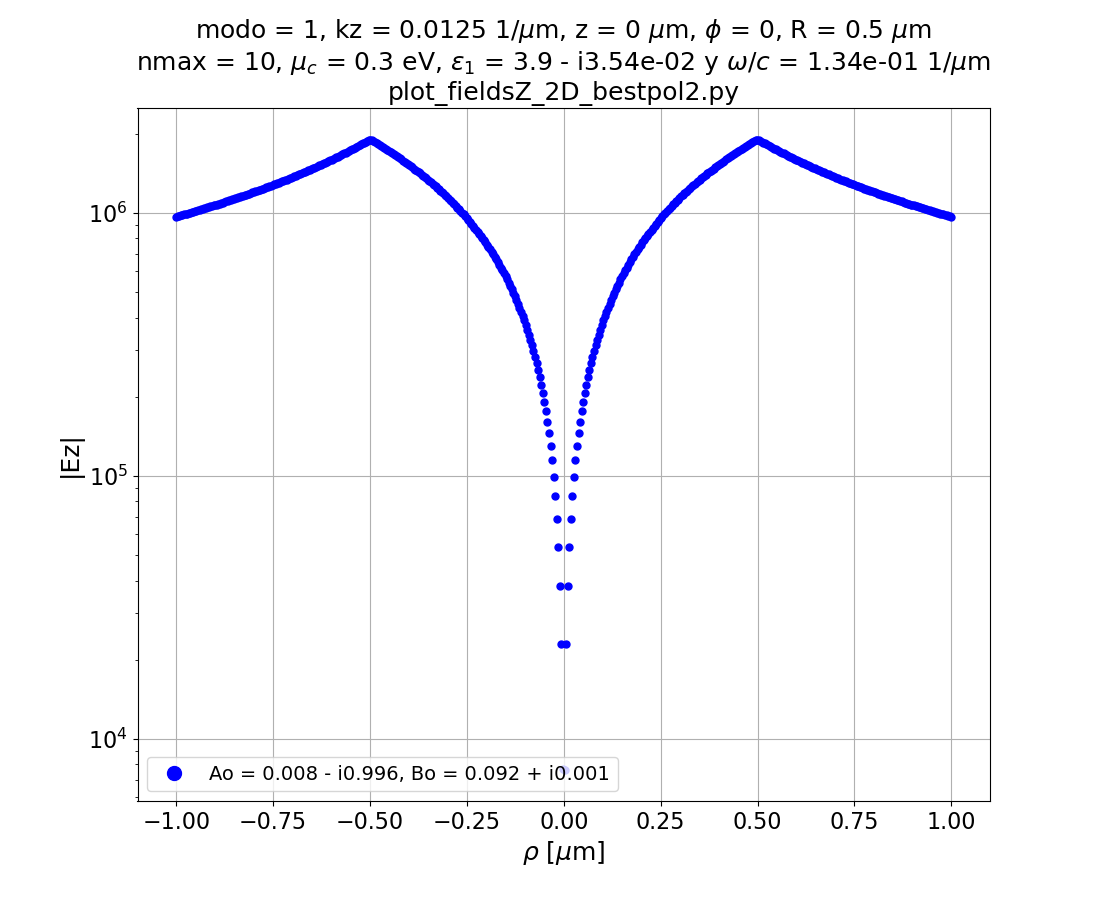 modo = 1, kz = 0.0125 1/μm, z = 0 μm, ϕ = 0, R = 0.5 μm
nmax = 10, μc = 0.3 eV, ε1 = 3.9 - i3.54e-02 y ω/c = 1.34e-01 1/μm
plot_fieldsZ_2D_bestpol2.py
|Ez|
10^6
10^5
10^4
Ao = 0.008 - i0.996, Bo = 0.092 + i0.001
−1.00 −0.75 −0.50 −0.25 0.00 0.25 0.50 0.75 1.00
ρ [μm]